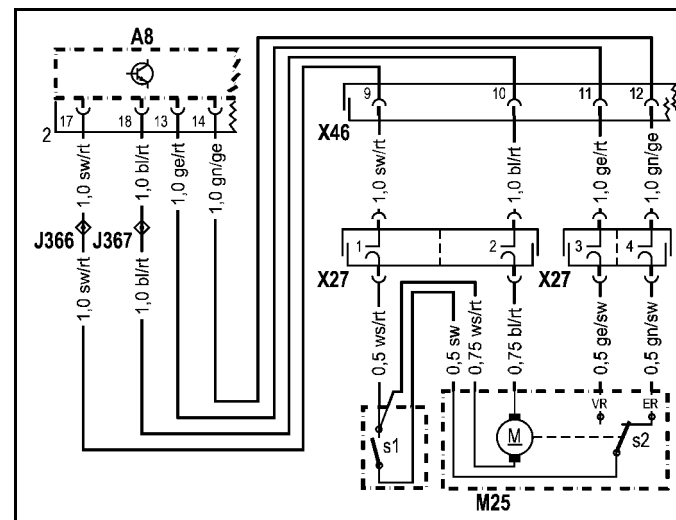 A8
17 18 13 14
2
1,0 sw/rt
1,0 bl/rt
1,0 ge/rt
1,0 gn/ge
J366 J367
1,0 sw/rt
1,0 bl/rt
9 10 11 12
X46
1,0 sw/rt
1,0 bl/rt
1,0 ge/rt
1,0 gn/ge
1 2 3 4
X27 X27
0,5 ws/rt
0,5 sw
0,75 ws/rt
0,75 bl/rt
0,5 ge/sw
0,5 gn/sw
VR ER
s1
M
s2
M25